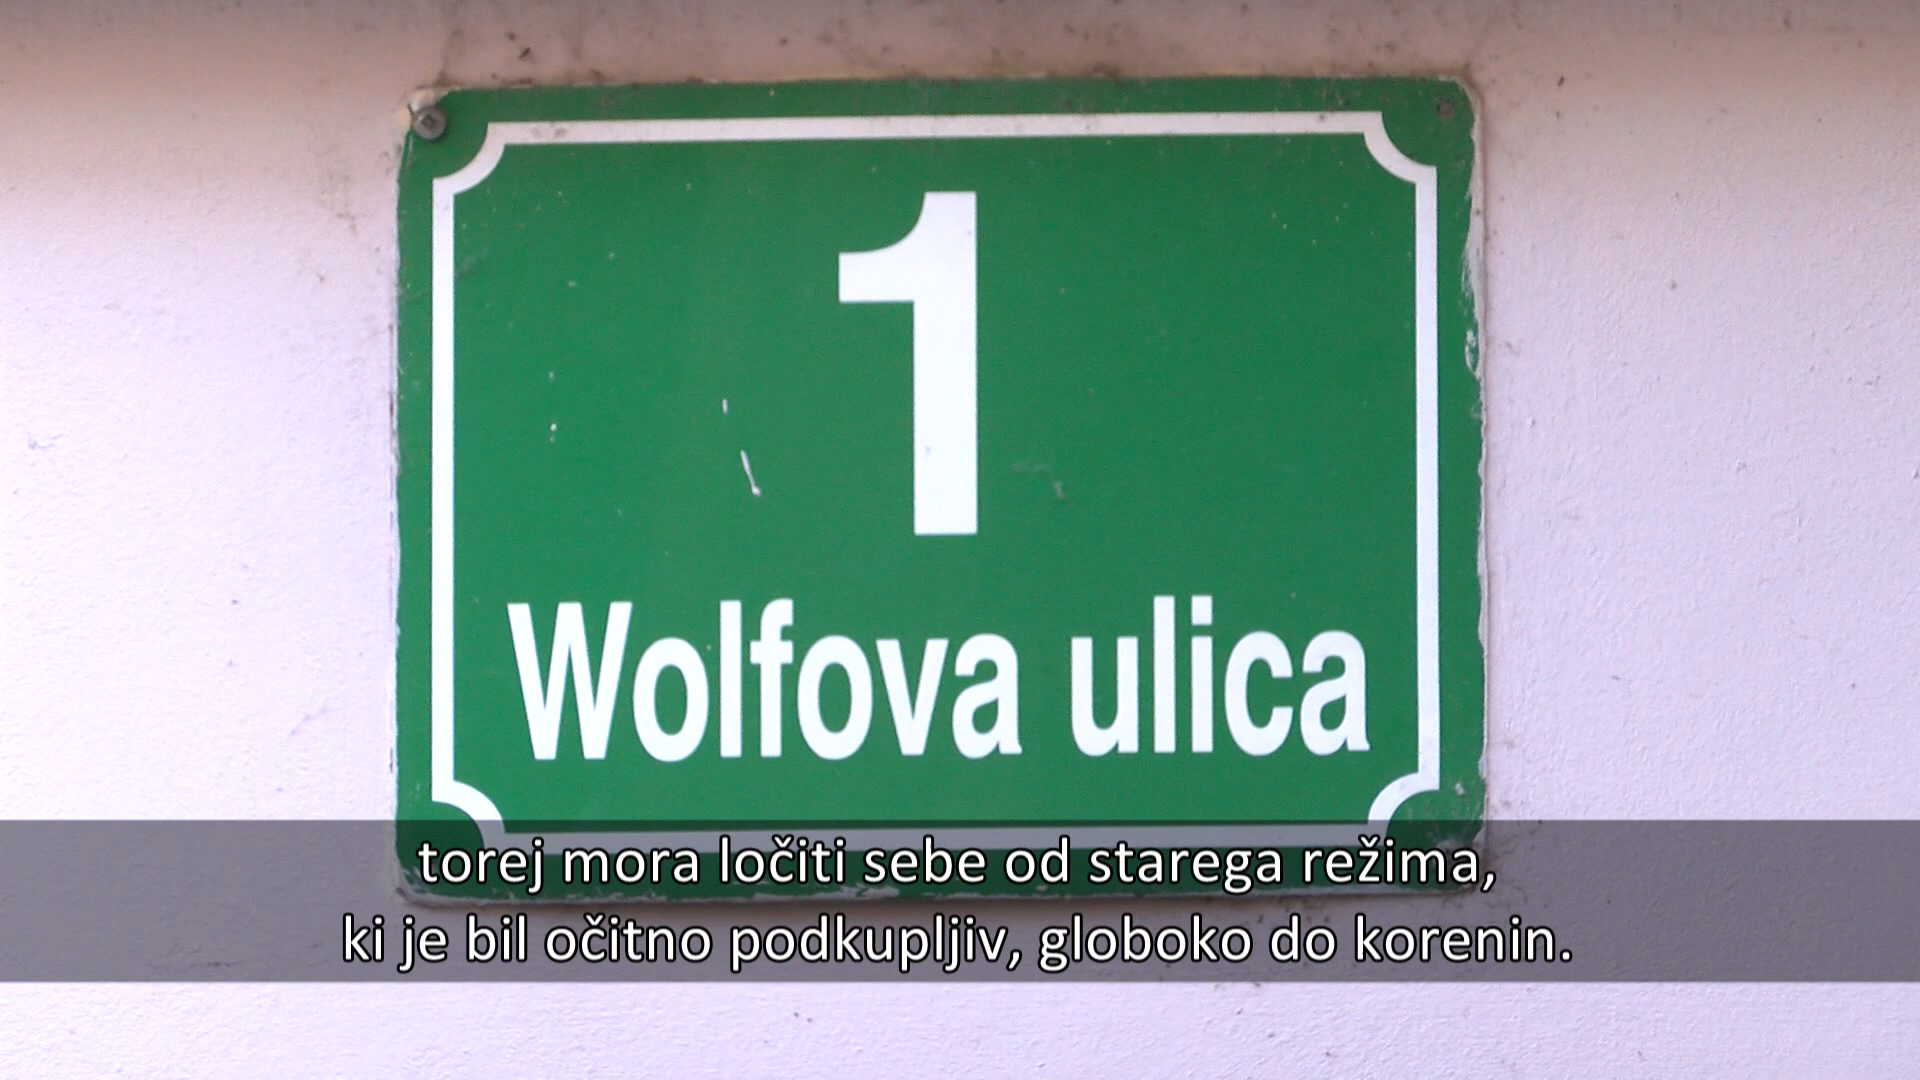 1
Wolfova ulica
torej mora ločiti sebe od starega režima,
ki je bil očitno podkupljiv, globoko do korenin.